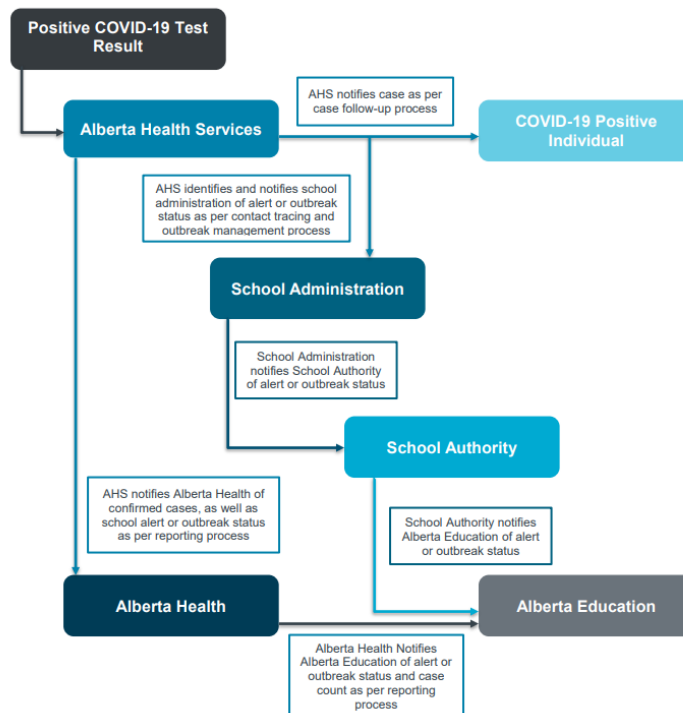 Positive COVID-19 Test
Result
AHS notifies case as per
case follow-up process
Alberta Health Services
COVID-19 Positive
Individual
AHS identifies and notifies school
administration of alert or outbreak
status as per contact tracing and
outbreak management process
School Administration
School Administration
notifies School Authority
of alert or outbreak status
School Authority
AHS notifies Alberta Health of
confirmed cases, as well as
school alert or outbreak status
as per reporting process
School Authority notifies
Alberta Education of alert
or outbreak status
Alberta Health
Alberta Education
Alberta Health Notifies
Alberta Education of alert or
outbreak status and case
count as per reporting
process